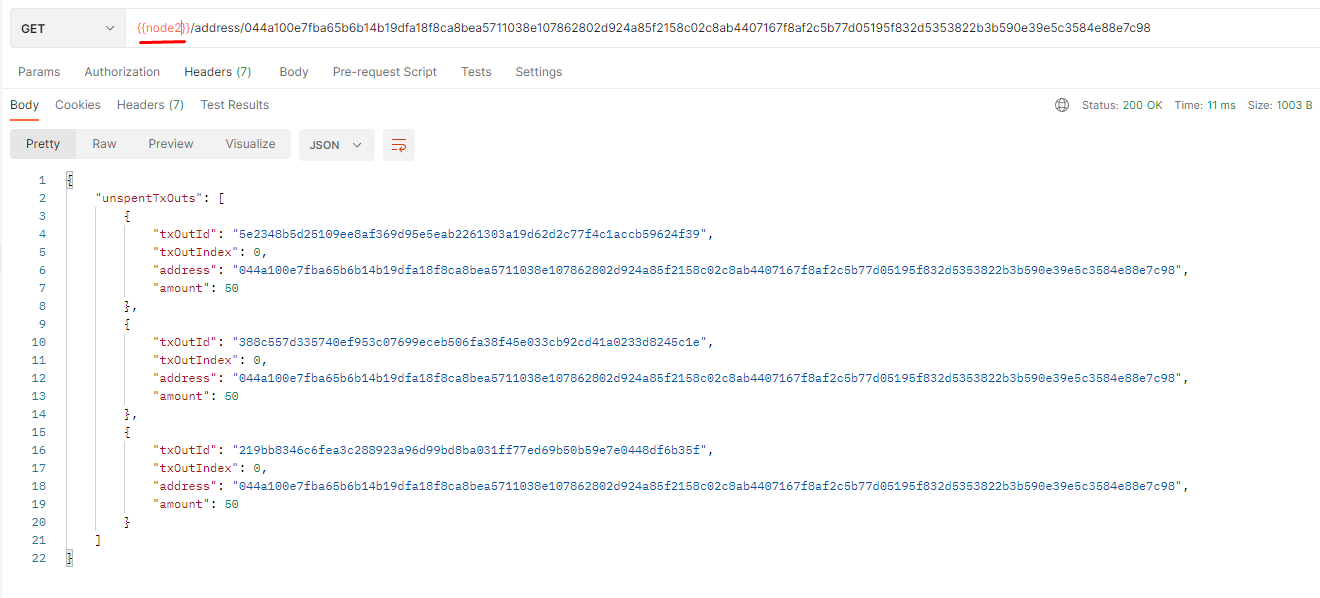 GET {{node2}}/address/044a100e7fba65b6b14b19dfa18f8ca8bea5711038e107862802d924a85f2158c02c8ab4407167f8af2c5b77d05195f832d5353822b3b590e39e5c3584e88e7c98
Params Authorization Headers (7) Body Pre-request Script Tests Settings
Body Cookies Headers (7) Test Results Status: 200 OK Time: 11 ms Size: 1003 B
Pretty Raw Preview Visualize JSON
1 {
2 "unspentTxOuts": [
3 {
4 "txOutId": "5e2348b5d25109ee8af369d95e5eab2261303a19d62d2c77f4c1accb59624f39",
5 "txOutIndex": 0,
6 "address": "044a100e7fba65b6b14b19dfa18f8ca8bea5711038e107862802d924a85f2158c02c8ab4407167f8af2c5b77d05195f832d5353822b3b590e39e5c3584e88e7c98",
7 "amount": 50
8 },
9 {
10 "txOutId": "388c557d335740ef953c07699eceb506fa38f45e033cb92cd41a0233d8245c1e",
11 "txOutIndex": 0,
12 "address": "044a100e7fba65b6b14b19dfa18f8ca8bea5711038e107862802d924a85f2158c02c8ab4407167f8af2c5b77d05195f832d5353822b3b590e39e5c3584e88e7c98",
13 "amount": 50
14 },
15 {
16 "txOutId": "219bb8346c6fea3c288923a96d99bd8ba031ff77ed69b50b59e7e0448df6b35f",
17 "txOutIndex": 0,
18 "address": "044a100e7fba65b6b14b19dfa18f8ca8bea5711038e107862802d924a85f2158c02c8ab4407167f8af2c5b77d05195f832d5353822b3b590e39e5c3584e88e7c98",
19 "amount": 50
20 }
21 ]
22 }